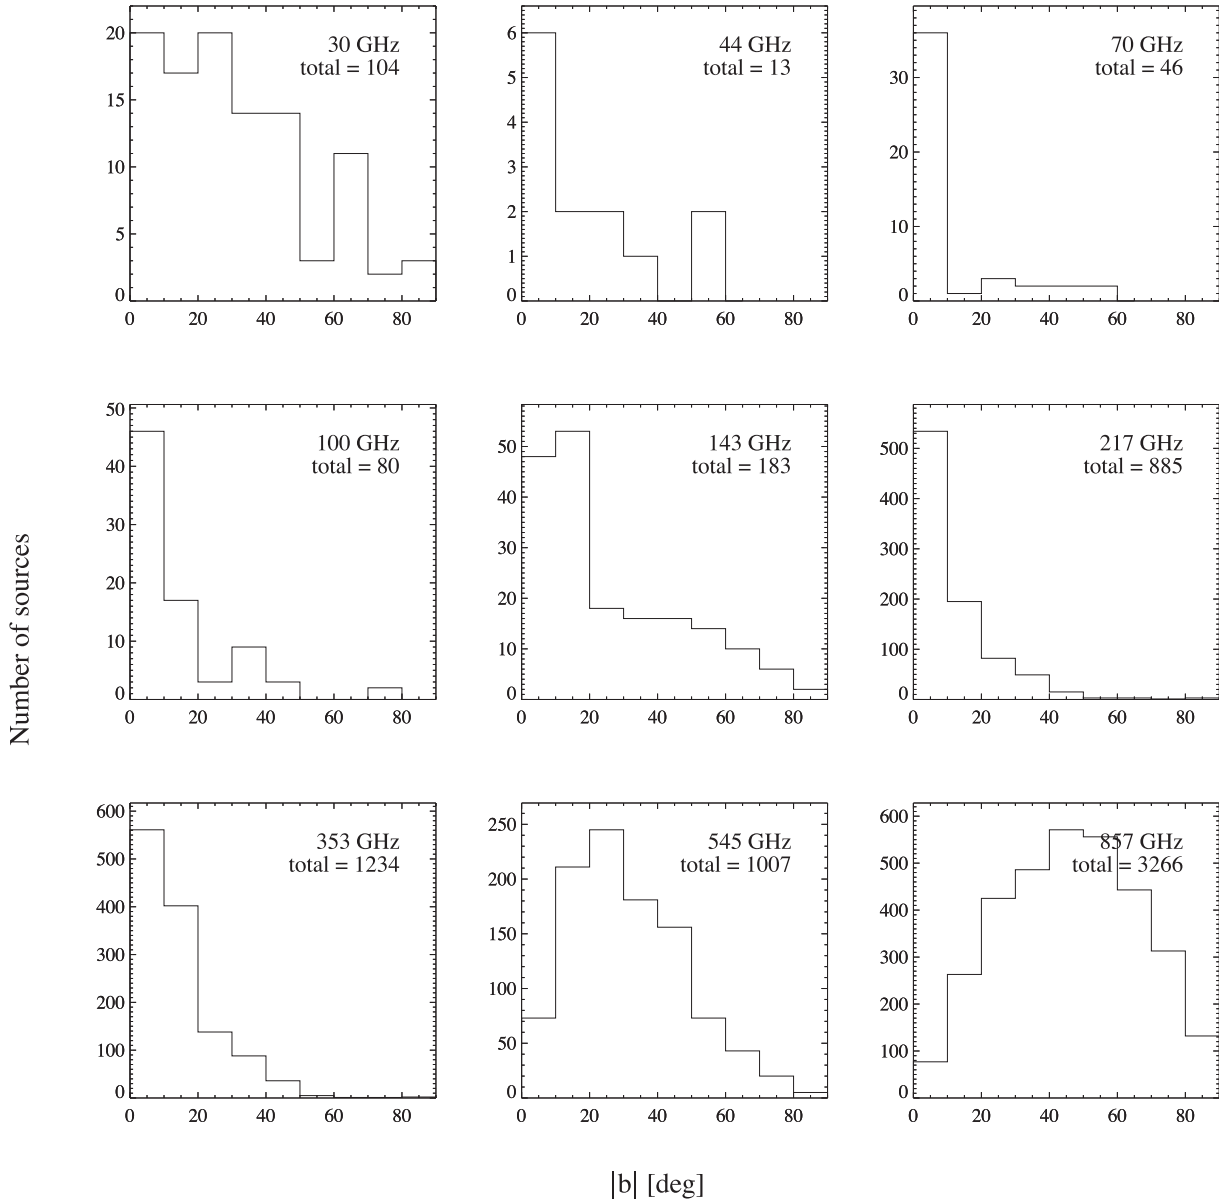 30 GHz
total = 104
20
15
10
5
0
0 20 40 60 80
44 GHz
total = 13
6
5
4
3
2
1
0
0 20 40 60 80
70 GHz
total = 46
30
20
10
0
0 20 40 60 80
100 GHz
total = 80
50
40
30
20
10
0
0 20 40 60 80
143 GHz
total = 183
50
40
30
20
10
0
0 20 40 60 80
217 GHz
total = 885
500
400
300
200
100
0
0 20 40 60 80
Number of sources
353 GHz
total = 1234
600
500
400
300
200
100
0
0 20 40 60 80
545 GHz
total = 1007
250
200
150
100
50
0
0 20 40 60 80
857 GHz
total = 3266
600
500
400
300
200
100
0
0 20 40 60 80
|b| [deg]